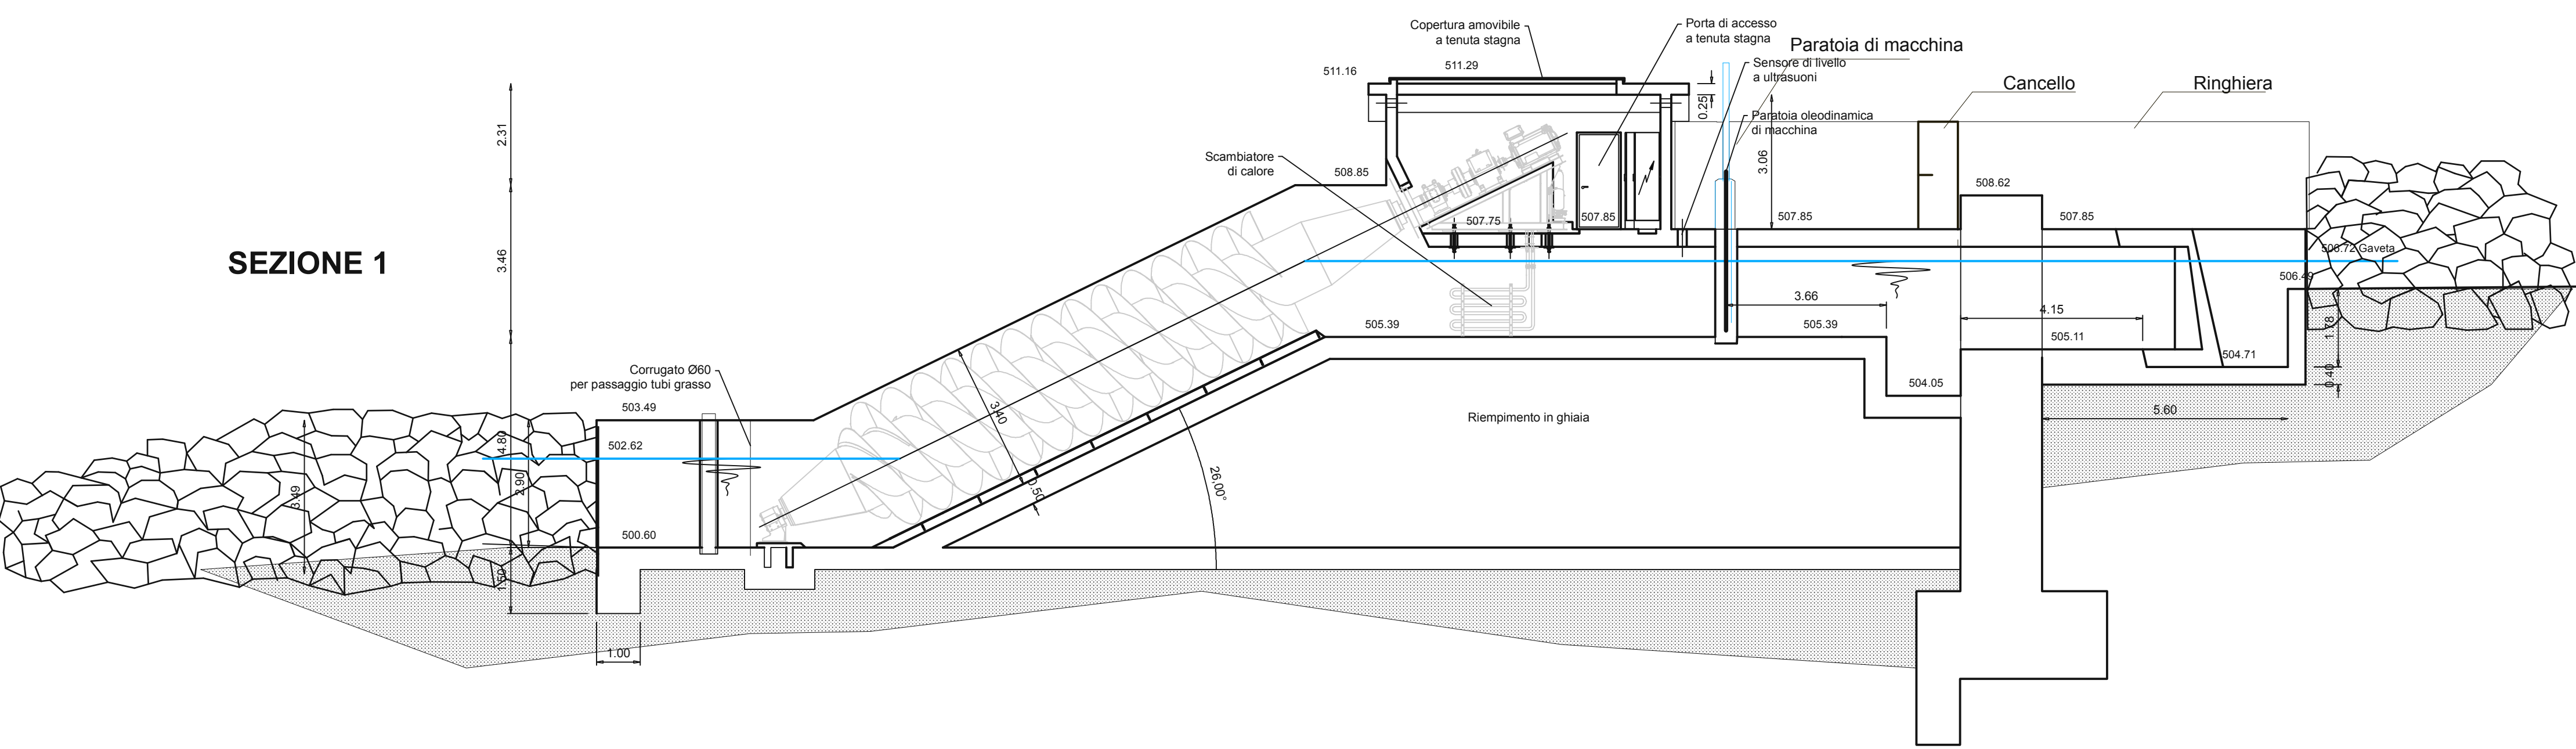 Copertura amovibile
a tenuta stagna
Porta di accesso
a tenuta stagna
Paratoia di macchina
Sensore di livello
a ultrasuoni
511.16
511.29
Cancello
Ringhiera
0.25
Paratoia oleodinamica
di macchina
2.31
3.06
Scambiatore
di calore
508.85
508.62
507.75
507.85
507.85
507.85
SEZIONE 1
3.46
506.72 Gaveta
506.49
3.66
4.15
505.39
505.39
505.11
1.78
504.71
Corrugato Ø60
per passaggio tubi grasso
0.40
504.05
503.49
3.40
5.60
Riempimento in ghiaia
4.80
502.62
2.90
3.49
0.50
26.00°
500.60
1.50
1.00